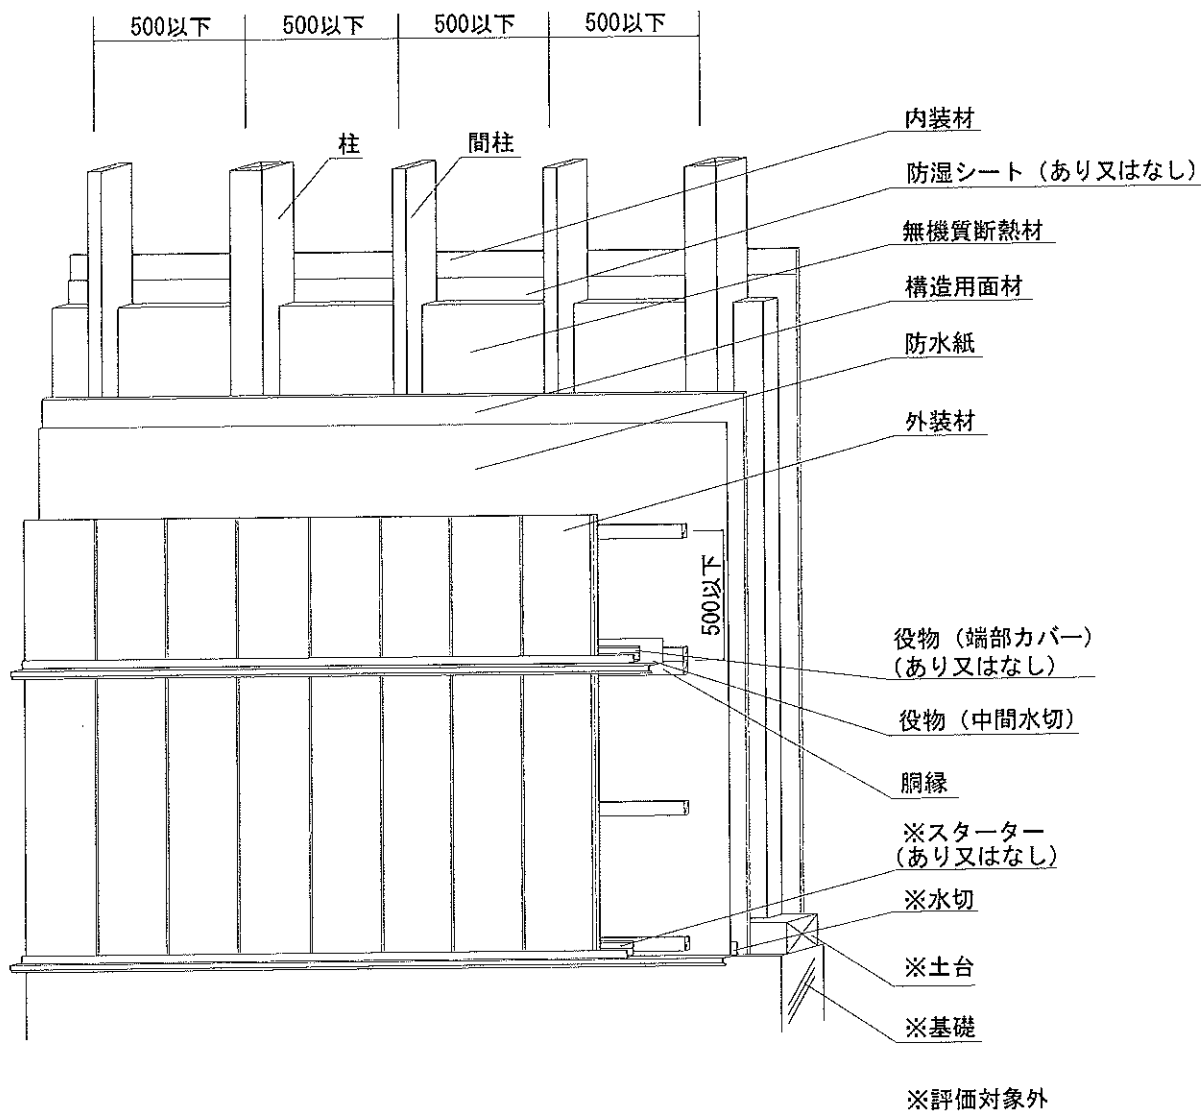 500以下 500以下 500以下 500以下
柱
間柱
内装材
防湿シート（あり又はなし）
無機質断熱材
構造用面材
防水紙
外装材
500以下
役物（端部カバー）
（あり又はなし）
役物（中間水切）
胴縁
※スターター
（あり又はなし）
※水切
※土台
※基礎
※評価対象外